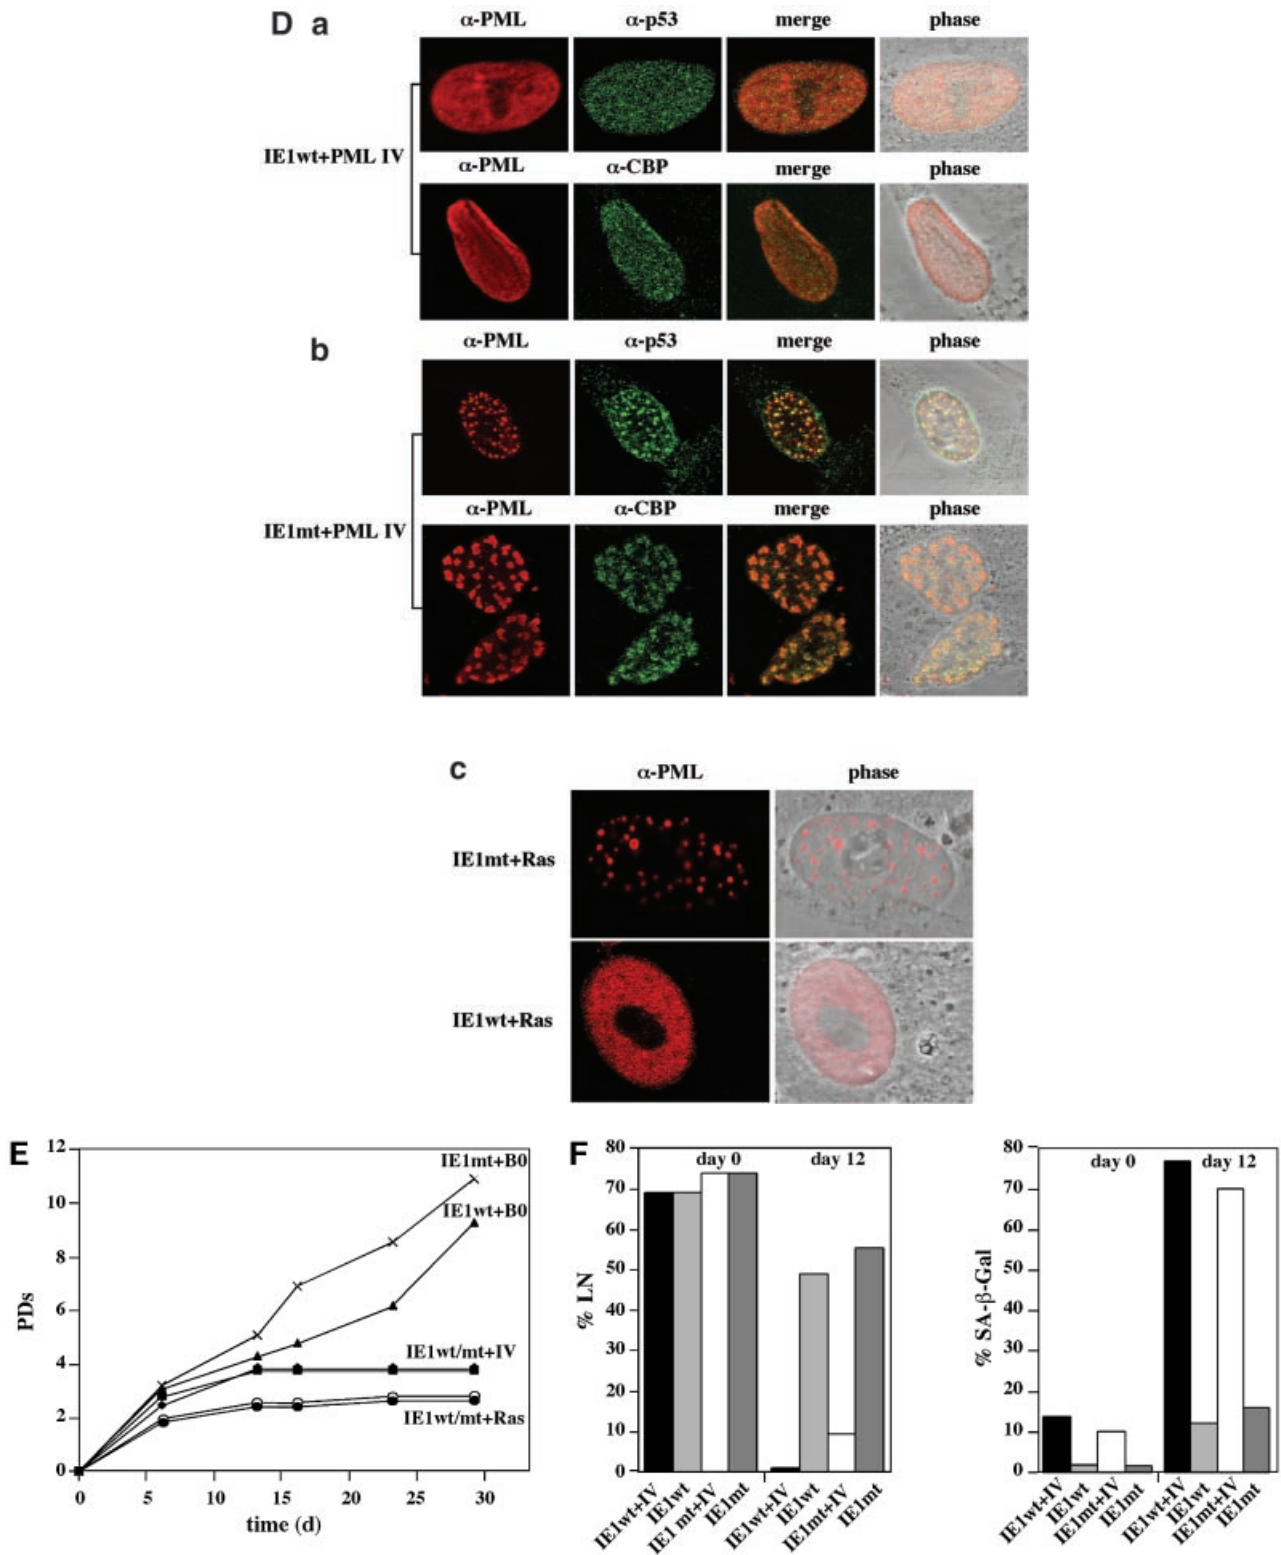 D a
α-PML α-p53 merge phase
IE1wt+PML IV
α-PML α-CBP merge phase
b
α-PML α-p53 merge phase
IE1mt+PML IV
α-PML α-CBP merge phase
c
α-PML phase
IE1mt+Ras
IE1wt+Ras
E
12
10
8
6
4
2
0
PDs
IE1mt+B0
IE1wt+B0
IE1wt/mt+IV
IE1wt/mt+Ras
0 5 10 15 20 25 30
time (d)
F
80
70
60
50
40
30
20
10
0
% LN
day 0 day 12
IE1wt+IV
IE1wt
IE1 mt+IV
IE1mt
IE1wt+IV
IE1wt
IE1mt+IV
IE1mt
80
70
60
50
40
30
20
10
0
% SA-β-Gal
day 0 day 12
IE1wt+IV
IE1wt
IE1mt+IV
IE1mt
IE1wt+IV
IE1wt
IE1mt+IV
IE1mt